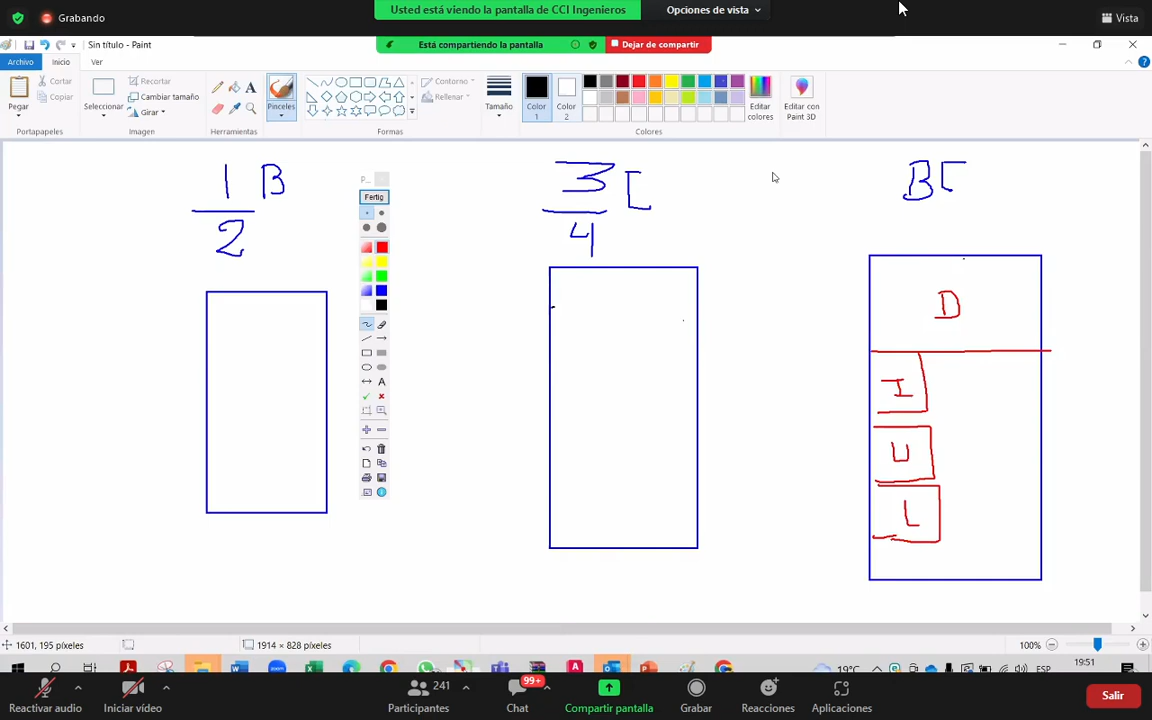 Grabando
Usted está viendo la pantalla de CCI Ingenieros
Opciones de vista
Vista
Sin título - Paint
Está compartiendo la pantalla
Dejar de compartir
Archivo
Inicio
Ver
Pegar
Cortar
Copiar
Portapapeles
Seleccionar
Recortar
Cambiar tamaño
Girar
Imagen
A
Herramientas
Pinceles
Contorno
Rellenar
Formas
Tamaño
Color 1
Color 2
Editar colores
Editar con Paint 3D
Colores
1 B
2
3 [
4
B[
P...
Fertig
A
D
I
U
L
1601, 195 píxeles
1914 × 828 píxeles
100%
19°C
ESP
19:51
Reactivar audio
Iniciar vídeo
241
Participantes
99+
Chat
Compartir pantalla
Grabar
Reacciones
Aplicaciones
Salir